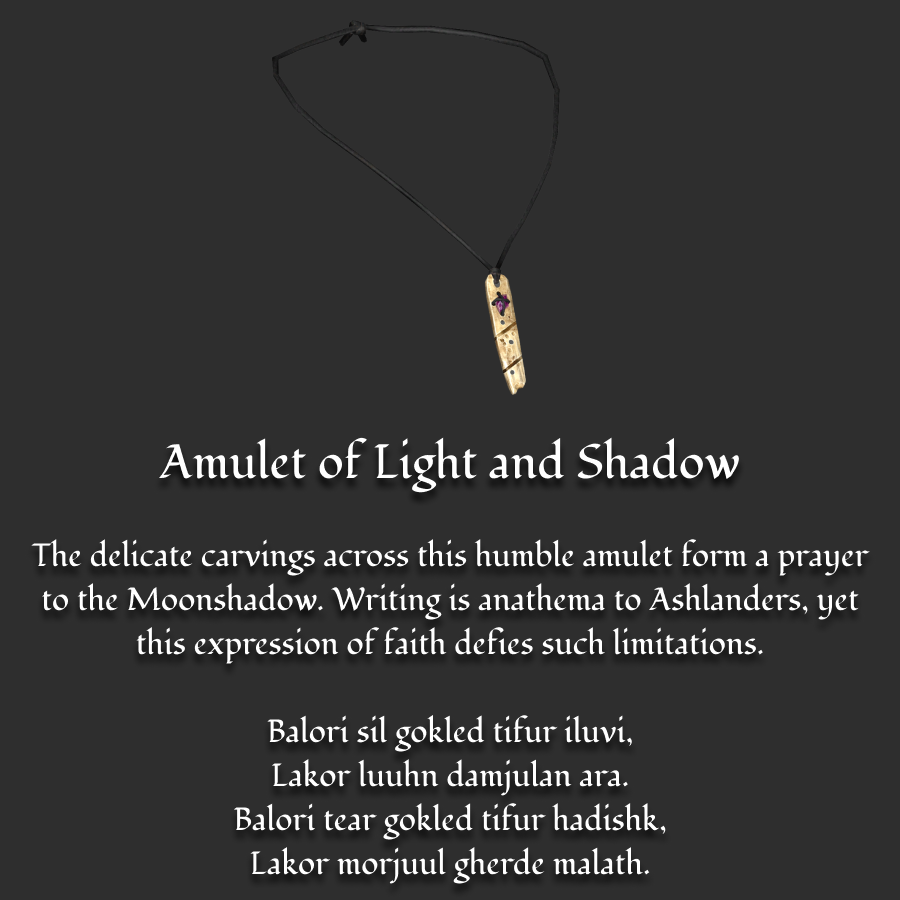 Amulet of Light and Shadow
The delicate carvings across this humble amulet form a prayer
to the Moonshadow. Writing is anathema to Ashlanders, yet
this expression of faith defies such limitations.
Balori sil gokled tifur iluvi,
Lakor luuhn damjulan ara.
Balori tear gokled tifur hadishk,
Lakor morjuul gherde malath.